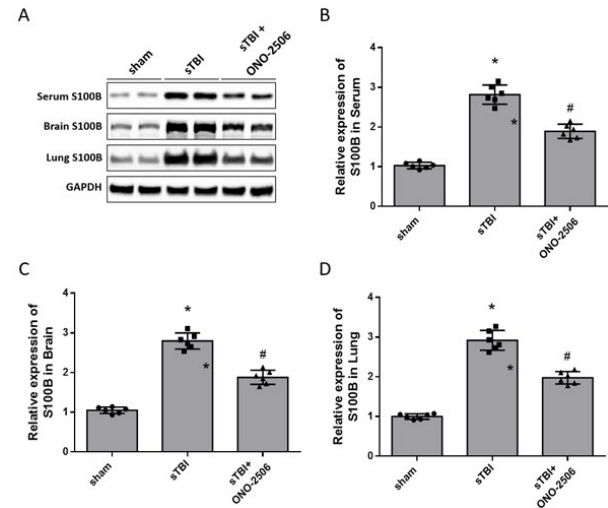 A
sham
sTBI
sTBI +
ONO-2506
Serum S100B
Brain S100B
Lung S100B
GAPDH
B
Relative expression of
S100B in Serum
4
3
2
1
0
*
*
#
sham
sTBI
sTBI+
ONO-2506
C
Relative expression of
S100B in Brain
4
3
2
1
0
*
*
#
sham
sTBI
sTBI+
ONO-2506
D
Relative expression of
S100B in Lung
4
3
2
1
0
*
*
#
sham
sTBI
sTBI+
ONO-2506